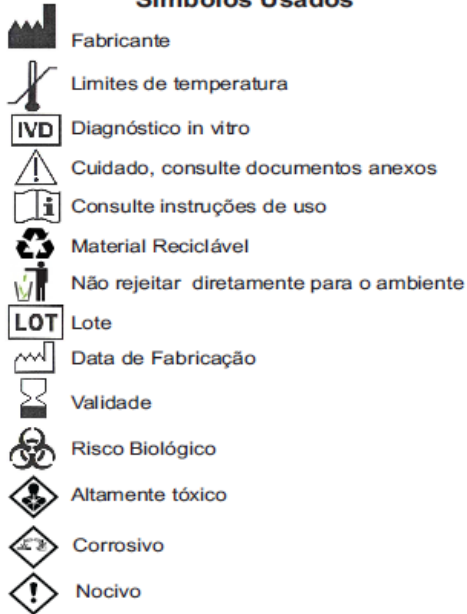 Símbolos Usados
Fabricante
Limites de temperatura
IVD Diagnóstico in vitro
Cuidado, consulte documentos anexos
i Consulte instruções de uso
Material Reciclável
Não rejeitar diretamente para o ambiente
LOT Lote
Data de Fabricação
Validade
Risco Biológico
Altamente tóxico
Corrosivo
! Nocivo